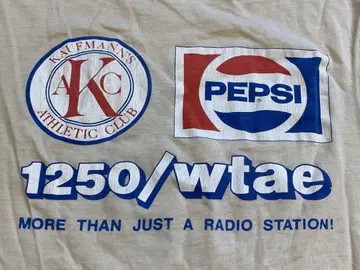 KAUFMANN'S
AKC
ATHLETIC CLUB
PEPSI
1250/wtae
MORE THAN JUST A RADIO STATION!